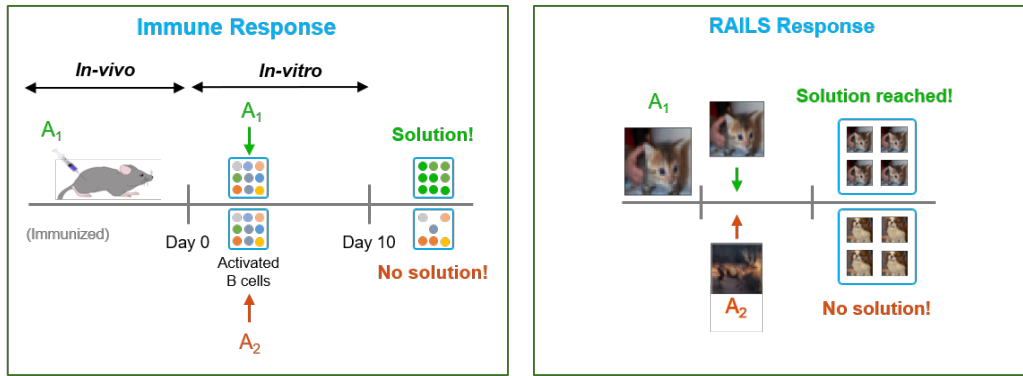 Immune Response
In-vivo
In-vitro
A1
A1
Solution!
(Immunized)
Day 0
Day 10
Activated
B cells
No solution!
A2
RAILS Response
A1
Solution reached!
A2
No solution!